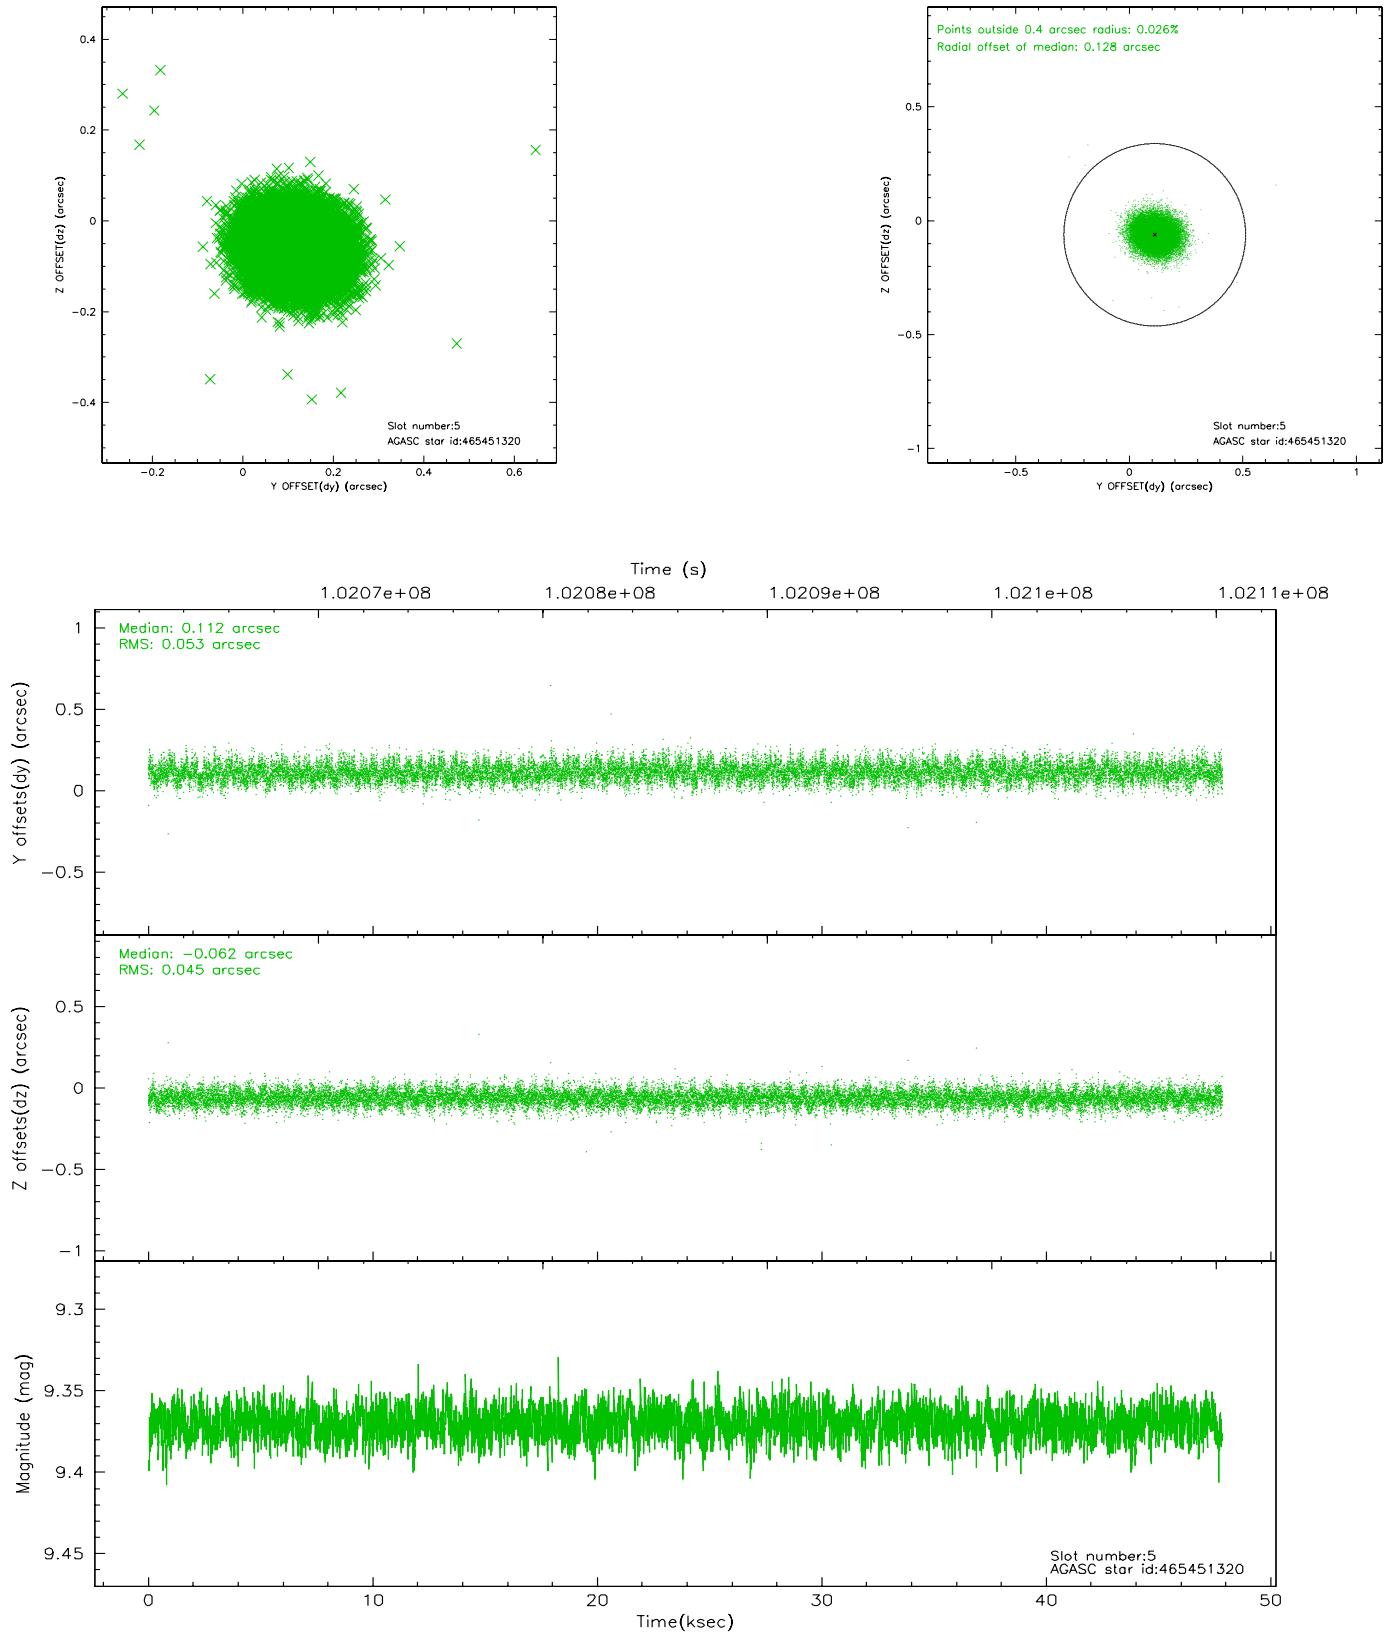 0.4
0.2
0
−0.2
−0.4
Z OFFSET(dz) (arcsec)
Slot number:5
AGASC star id:465451320
−0.2 0 0.2 0.4 0.6
Y OFFSET(dy) (arcsec)
Points outside 0.4 arcsec radius: 0.026%
Radial offset of median: 0.128 arcsec
0.5
0
−0.5
−1
Z OFFSET(dz) (arcsec)
Slot number:5
AGASC star id:465451320
−0.5 0 0.5 1
Y OFFSET(dy) (arcsec)
Time (s)
1.0207e+08 1.0208e+08 1.0209e+08 1.021e+08 1.0211e+08
Median: 0.112 arcsec
RMS: 0.053 arcsec
1
0.5
0
−0.5
Y offsets(dy) (arcsec)
Median: −0.062 arcsec
RMS: 0.045 arcsec
0.5
0
−0.5
−1
Z offsets(dz) (arcsec)
9.3
9.35
9.4
9.45
Magnitude (mag)
Slot number:5
AGASC star id:465451320
0 10 20 30 40 50
Time(ksec)